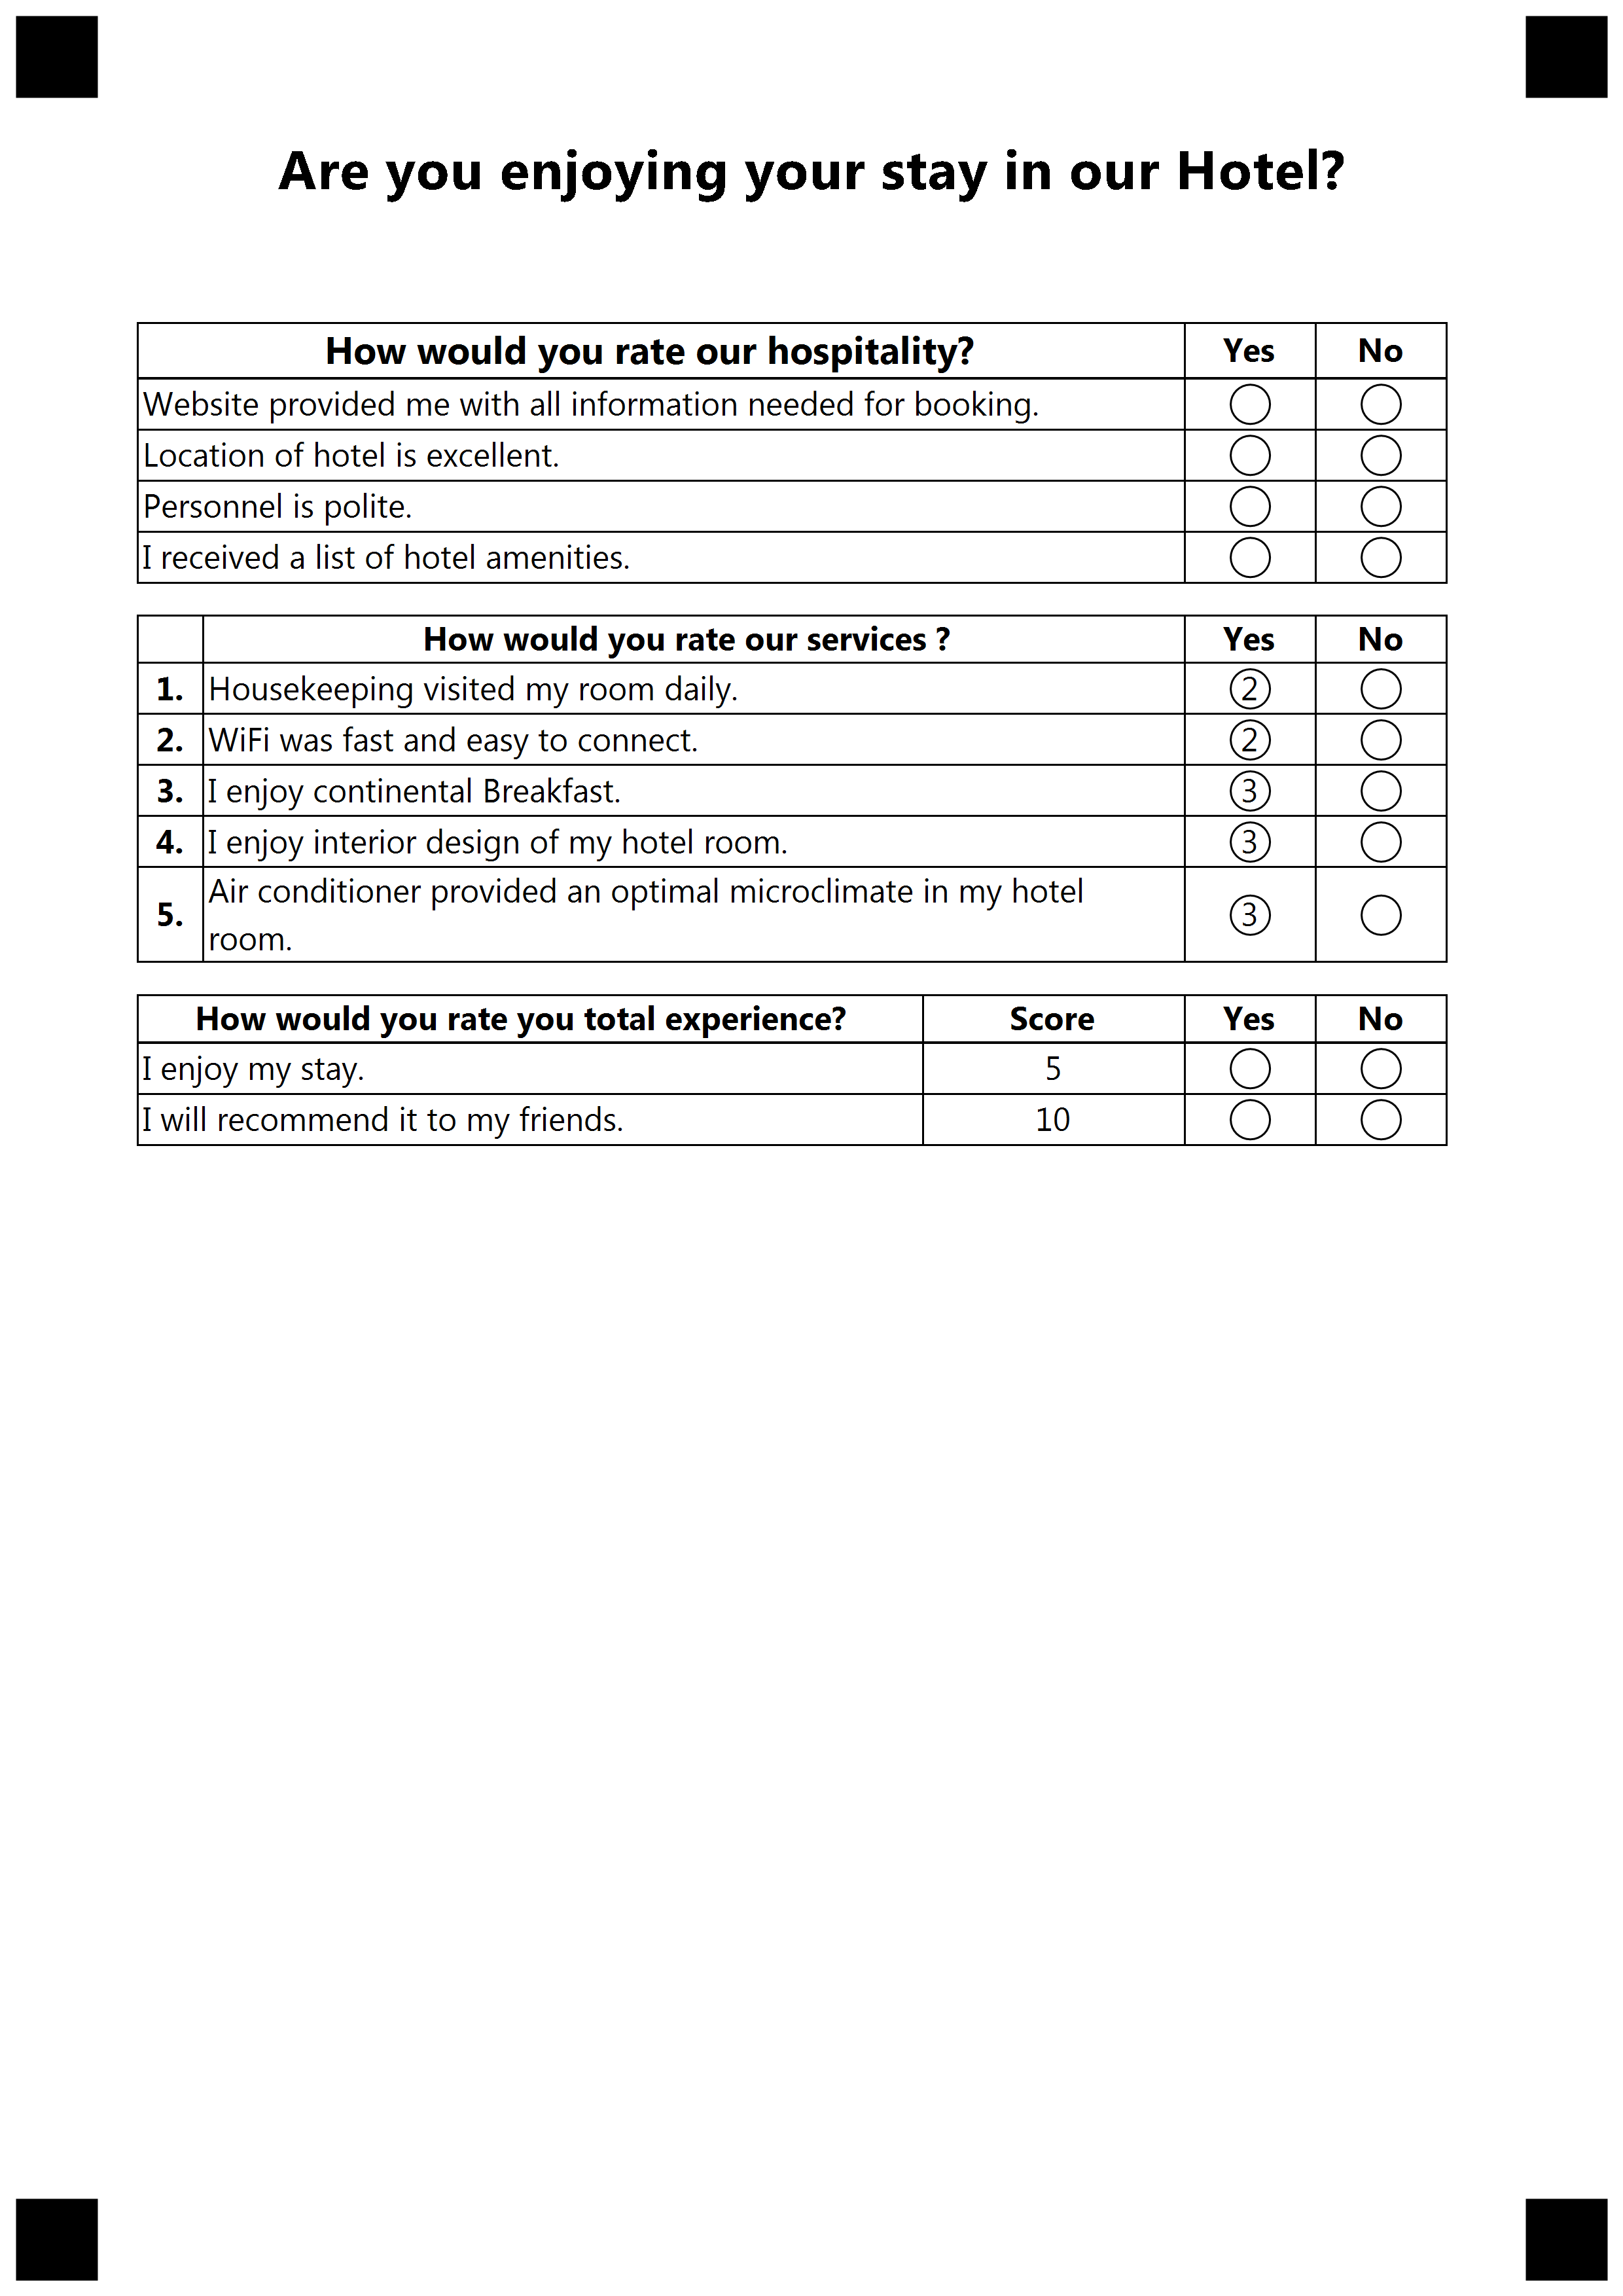 Are you enjoying your stay in our Hotel?
How would you rate our hospitality? Yes No
Website provided me with all information needed for booking.
Location of hotel is excellent.
Personnel is polite.
I received a list of hotel amenities.
How would you rate our services ? Yes No
1. Housekeeping visited my room daily. 2
2. WiFi was fast and easy to connect. 2
3. I enjoy continental Breakfast. 3
4. I enjoy interior design of my hotel room. 3
5. Air conditioner provided an optimal microclimate in my hotel
room. 3
How would you rate you total experience? Score Yes No
I enjoy my stay. 5
I will recommend it to my friends. 10